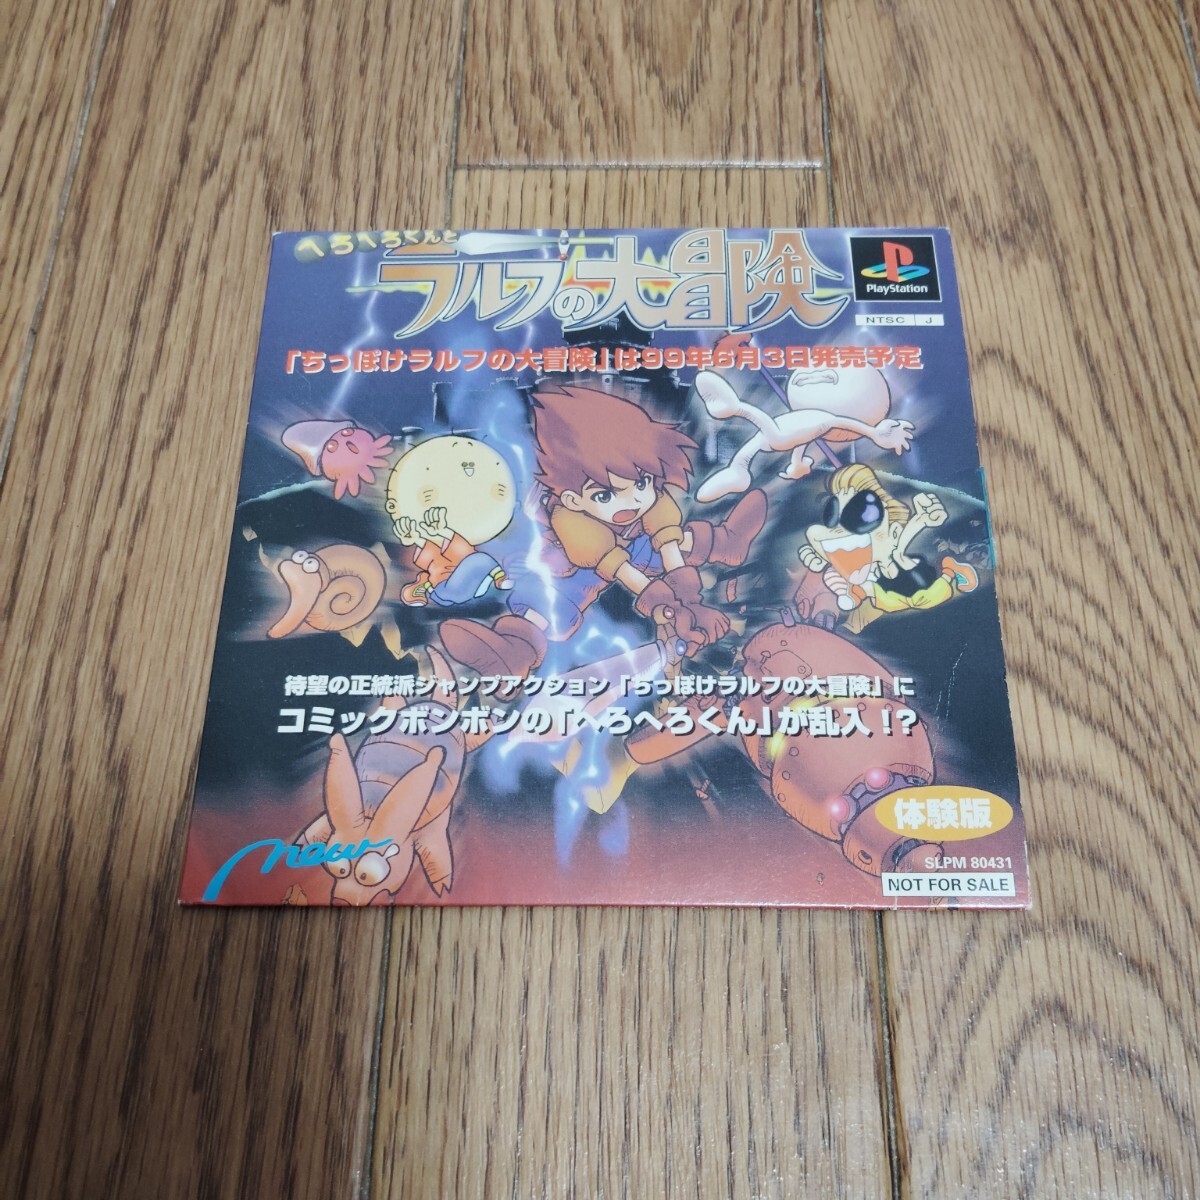 へろへろくんと
ラルフの大冒険
PlayStation
NTSC J
「ちっぽけラルフの大冒険」は99年6月3日発売予定
待望の正統派ジャンプアクション「ちっぽけラルフの大冒険」に
コミックボンボンの「へろへろくん」が乱入!?
体験版
new
SLPM 80431
NOT FOR SALE